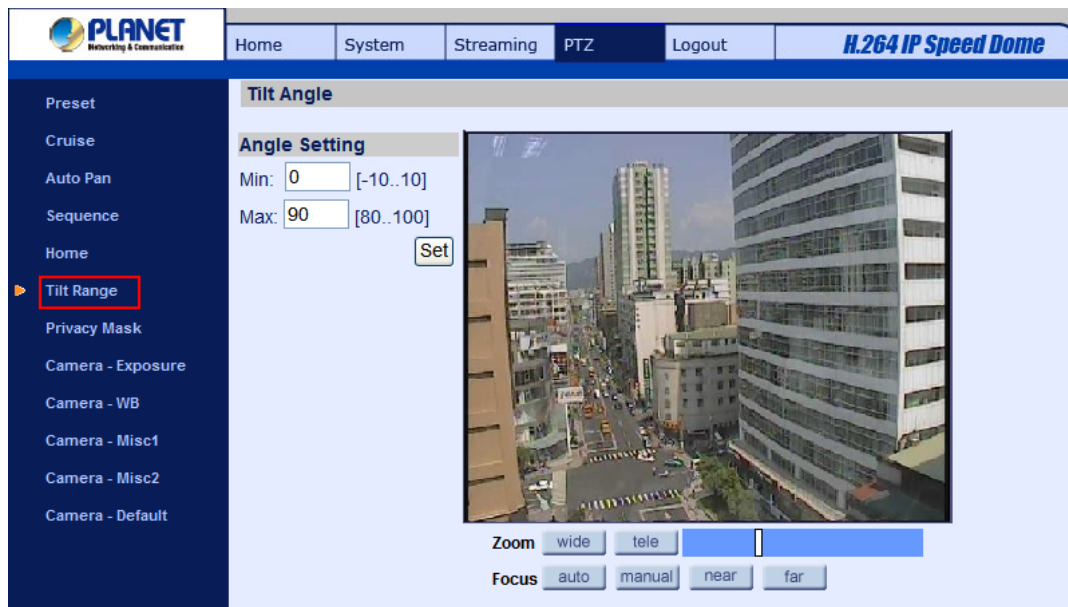 PLANET
Networking & Communication
Home System Streaming PTZ Logout H.264 IP Speed Dome
Preset
Cruise
Auto Pan
Sequence
Home
Tilt Range
Privacy Mask
Camera - Exposure
Camera - WB
Camera - Misc1
Camera - Misc2
Camera - Default
Tilt Angle
Angle Setting
Min: 0 [-10..10]
Max: 90 [80..100]
Set
Zoom wide tele
Focus auto manual near far